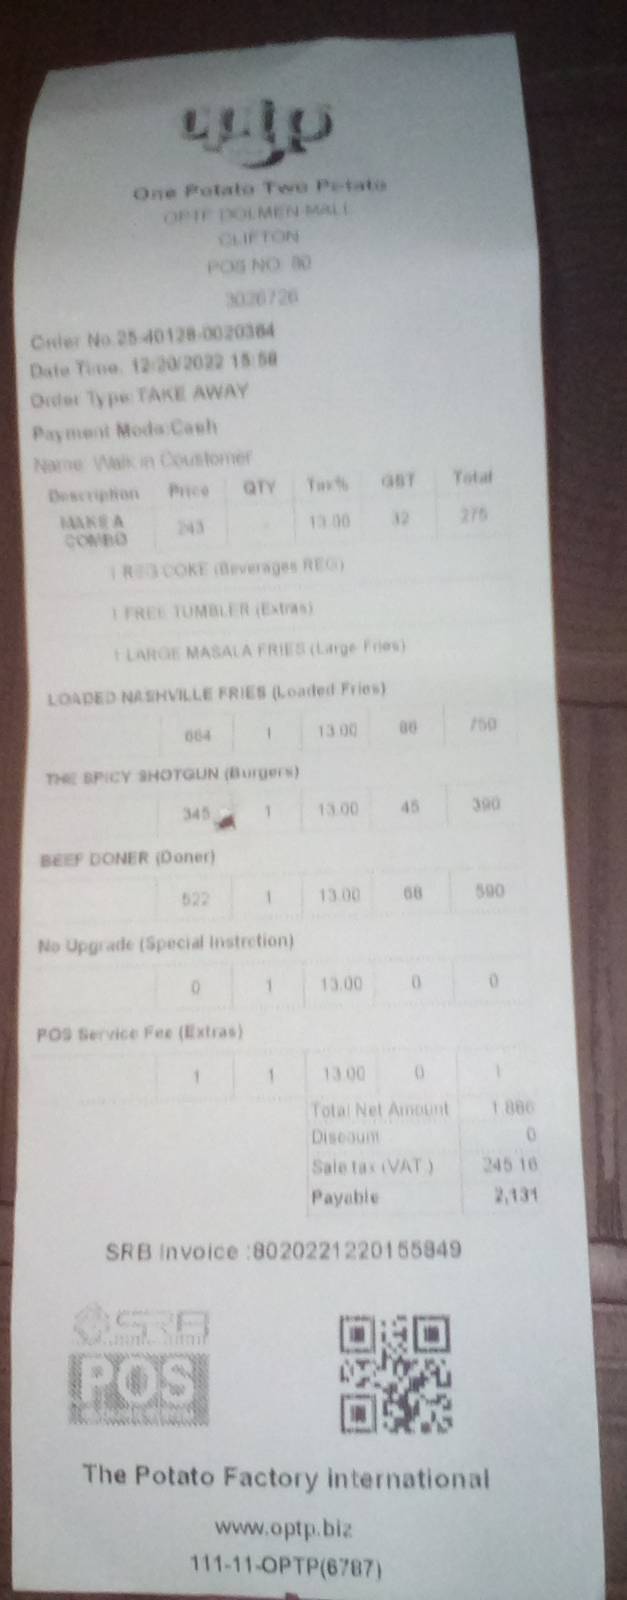 optp
One Potato Two Potato
OPTP DOLMEN MALL
CLIFTON
POS NO: 80
3026726
Order No.25-40128-0020364
Date Time: 12/20/2022 15:58
Order Type:TAKE AWAY
Payment Mode:Cash
Name: Walk in Coustomer
Description Price QTY Tax% GST Total
MAKE A COMBO 243 13.00 32 275
1 REG COKE (Beverages REG)
1 FREE TUMBLER (Extras)
1 LARGE MASALA FRIES (Large Fries)
LOADED NASHVILLE FRIES (Loaded Fries)
664 1 13.00 86 750
THE SPICY SHOTGUN (Burgers)
345 1 13.00 45 390
BEEF DONER (Doner)
522 1 13.00 68 590
No Upgrade (Special Instrction)
0 1 13.00 0 0
POS Service Fee (Extras)
1 1 13.00 0 1
Total Net Amount 1,886
Discount 0
Sale tax (VAT ) 245.16
Payable 2,131
SRB Invoice :8020221220155849
SRB
POS
The Potato Factory international
www.optp.biz
111-11-OPTP(6787)